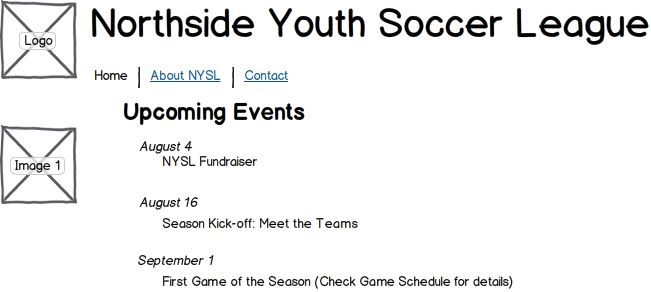 Logo
Northside Youth Soccer League
Home | About NYSL | Contact
Upcoming Events
Image 1
August 4
NYSL Fundraiser
August 16
Season Kick-off: Meet the Teams
September 1
First Game of the Season (Check Game Schedule for details)